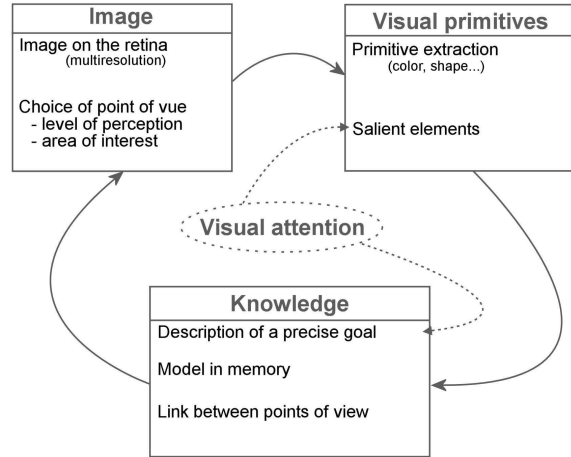 Image
Image on the retina
(multiresolution)
Choice of point of vue
- level of perception
- area of interest
Visual primitives
Primitive extraction
(color, shape...)
Salient elements
Visual attention
Knowledge
Description of a precise goal
Model in memory
Link between points of view